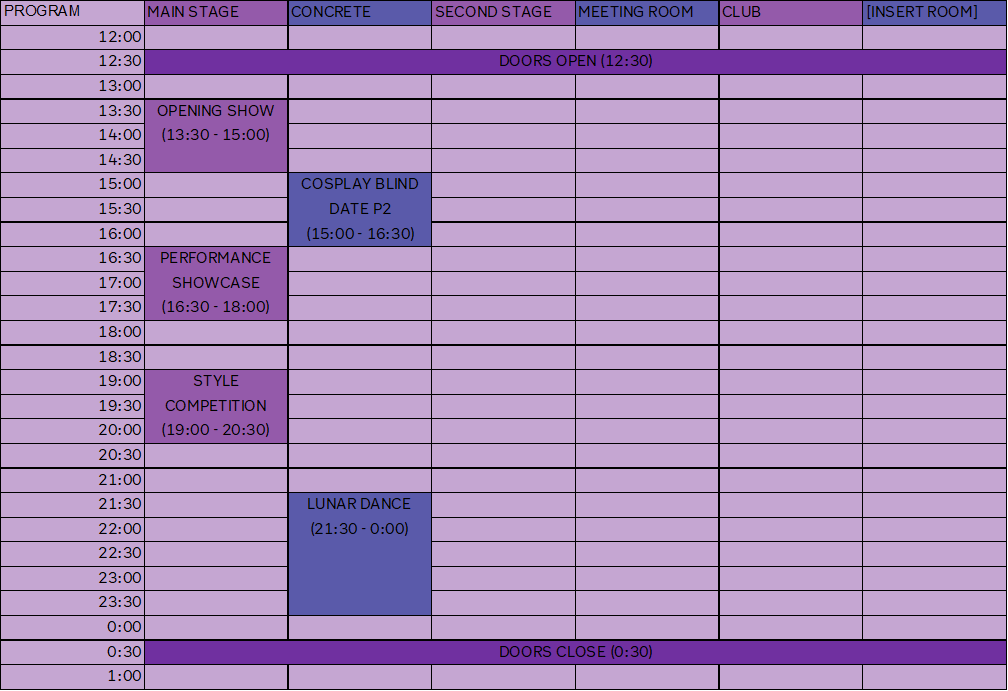 PROGRAM MAIN STAGE CONCRETE SECOND STAGE MEETING ROOM CLUB [INSERT ROOM]
12:00
12:30 DOORS OPEN (12:30)
13:00
13:30 OPENING SHOW
14:00 (13:30 - 15:00)
14:30
15:00 COSPLAY BLIND
15:30 DATE P2
16:00 (15:00 - 16:30)
16:30 PERFORMANCE
17:00 SHOWCASE
17:30 (16:30 - 18:00)
18:00
18:30
19:00 STYLE
19:30 COMPETITION
20:00 (19:00 - 20:30)
20:30
21:00
21:30 LUNAR DANCE
22:00 (21:30 - 0:00)
22:30
23:00
23:30
0:00
0:30 DOORS CLOSE (0:30)
1:00